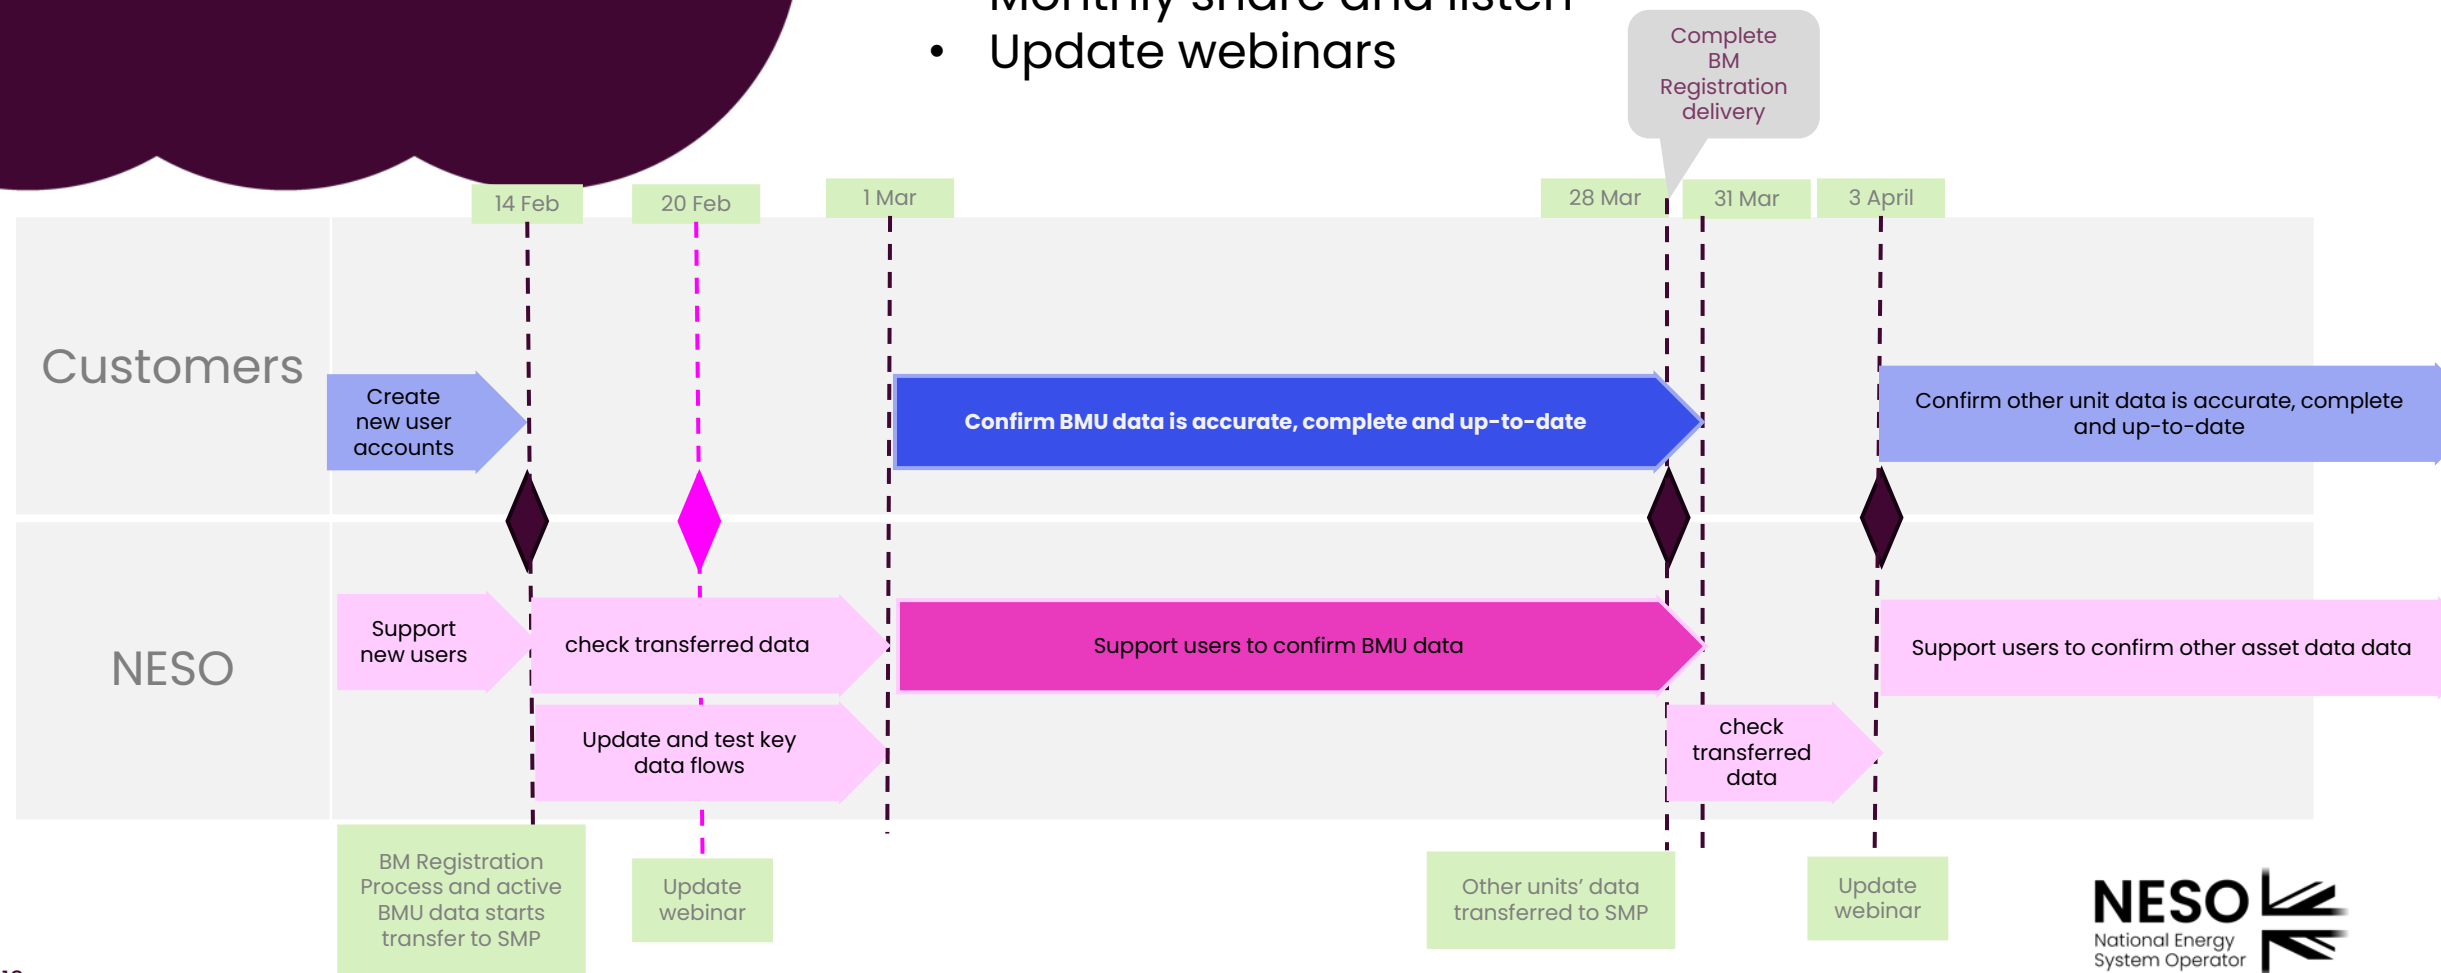 Monthly share and listen
• Update webinars
Complete
BM
Registration
delivery
14 Feb
20 Feb
1 Mar
28 Mar
31 Mar
3 April
Customers
Create
new user
accounts
Confirm BMU data is accurate, complete and up-to-date
Confirm other unit data is accurate, complete
and up-to-date
NESO
Support
new users
check transferred data
Support users to confirm BMU data
Support users to confirm other asset data data
Update and test key
data flows
check
transferred
data
BM Registration
Process and active
BMU data starts
transfer to SMP
Update
webinar
Other units’ data
transferred to SMP
Update
webinar
NESO
National Energy
System Operator